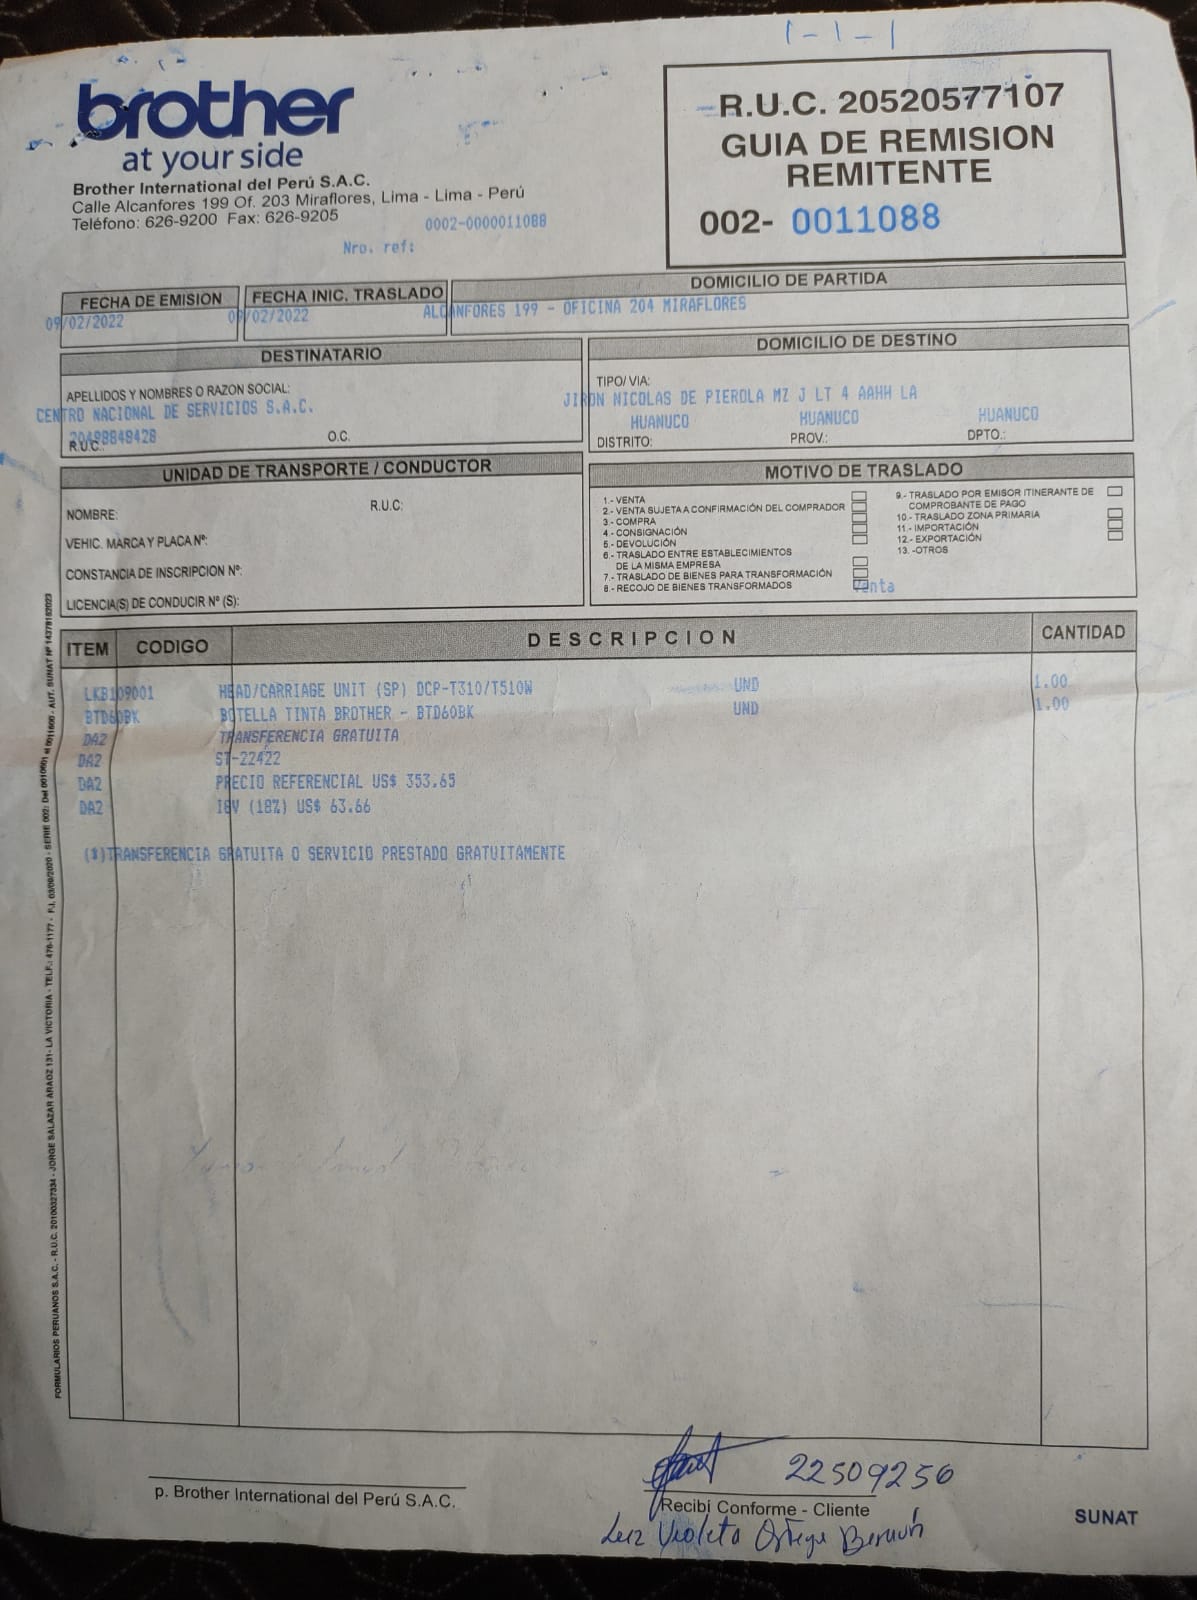 brother
at your side
Brother International del Perú S.A.C.
Calle Alcanfores 199 Of. 203 Miraflores, Lima - Lima - Perú
Teléfono: 626-9200 Fax: 626-9205
0002-0000011088
Nro. ref:
R.U.C. 20520577107
GUIA DE REMISION
REMITENTE
002- 0011088
FECHA DE EMISION
09/02/2022
FECHA INIC. TRASLADO
09/02/2022
DOMICILIO DE PARTIDA
ALCANFORES 199 - OFICINA 204 MIRAFLORES
DESTINATARIO
APELLIDOS Y NOMBRES O RAZON SOCIAL:
CENTRO NACIONAL DE SERVICIOS S.A.C.
20498848428
R.U.C.: O.C.
DOMICILIO DE DESTINO
TIPO/VIA:
JIRON NICOLAS DE PIEROLA MZ J LT 4 AAHH LA
HUANUCO HUANUCO HUANUCO
DISTRITO: PROV.: DPTO.:
UNIDAD DE TRANSPORTE / CONDUCTOR
NOMBRE: R.U.C:
VEHIC. MARCA Y PLACA Nº:
CONSTANCIA DE INSCRIPCION Nº:
LICENCIA(S) DE CONDUCIR Nº (S):
MOTIVO DE TRASLADO
1.- VENTA
2.- VENTA SUJETA A CONFIRMACIÓN DEL COMPRADOR
3.- COMPRA
4.- CONSIGNACIÓN
5.- DEVOLUCIÓN
6.- TRASLADO ENTRE ESTABLECIMIENTOS
DE LA MISMA EMPRESA
7.- TRASLADO DE BIENES PARA TRANSFORMACIÓN
8.- RECOJO DE BIENES TRANSFORMADOS
9.- TRASLADO POR EMISOR ITINERANTE DE
COMPROBANTE DE PAGO
10.- TRASLADO ZONA PRIMARIA
11.- IMPORTACIÓN
12.- EXPORTACIÓN
13.-OTROS
Venta
ITEM CODIGO DESCRIPCION CANTIDAD
LKB109001 HEAD/CARRIAGE UNIT (SP) DCP-T310/T510W UND 1.00
BTD60BK BOTELLA TINTA BROTHER - BTD60BK UND 1.00
DA2 TRANSFERENCIA GRATUITA
DA2 ST-22422
DA2 PRECIO REFERENCIAL US$ 353.65
DA2 IGV (18%) US$ 63.66
(*)TRANSFERENCIA GRATUITA O SERVICIO PRESTADO GRATUITAMENTE
p. Brother International del Perú S.A.C.
22509256
Recibí Conforme - Cliente
Luz Violeta Ortega
SUNAT